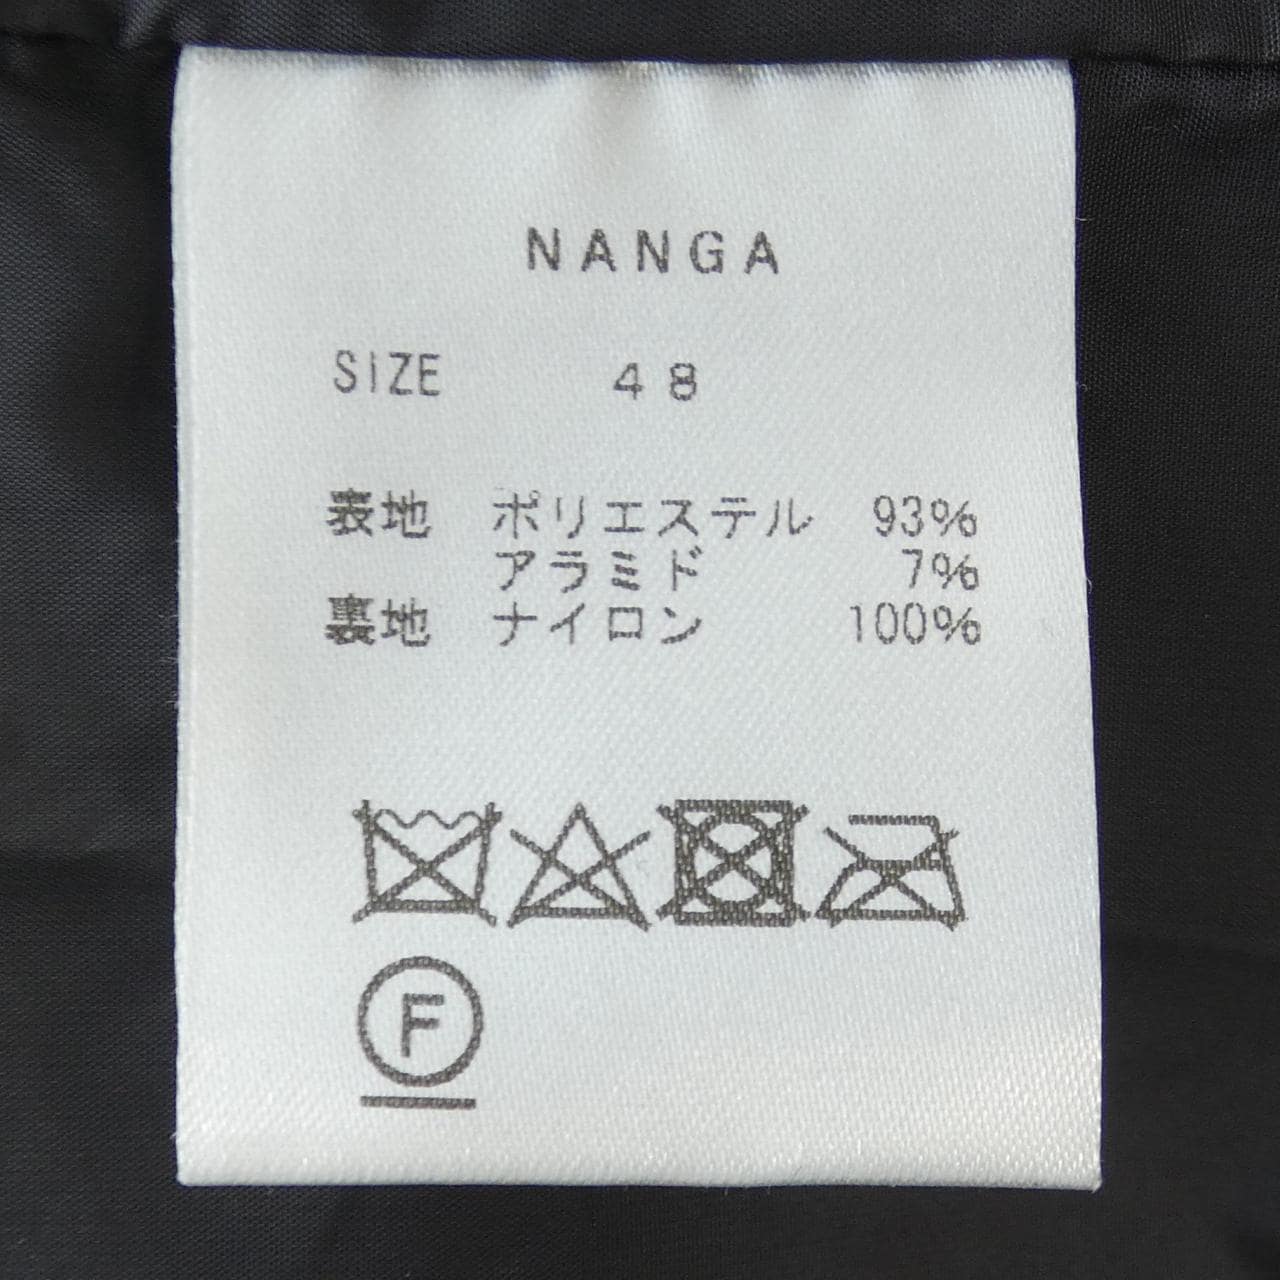 NANGA
SIZE 48
表地 ポリエステル 93%
アラミド 7%
裏地 ナイロン 100%
F